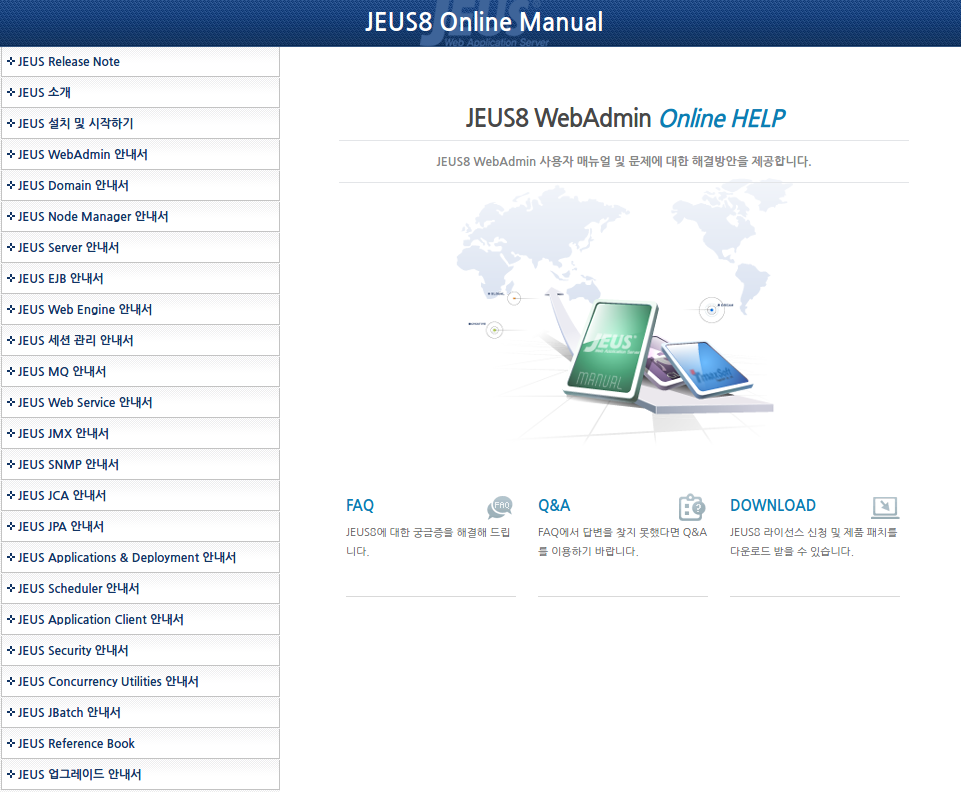 JEUS8 Online Manual
JEUS
Web Application Server
JEUS Release Note
JEUS 소개
JEUS 설치 및 시작하기
JEUS WebAdmin 안내서
JEUS Domain 안내서
JEUS Node Manager 안내서
JEUS Server 안내서
JEUS EJB 안내서
JEUS Web Engine 안내서
JEUS 세션 관리 안내서
JEUS MQ 안내서
JEUS Web Service 안내서
JEUS JMX 안내서
JEUS SNMP 안내서
JEUS JCA 안내서
JEUS JPA 안내서
JEUS Applications & Deployment 안내서
JEUS Scheduler 안내서
JEUS Application Client 안내서
JEUS Security 안내서
JEUS Concurrency Utilities 안내서
JEUS JBatch 안내서
JEUS Reference Book
JEUS 업그레이드 안내서
JEUS8 WebAdmin Online HELP
JEUS8 WebAdmin 사용자 매뉴얼 및 문제에 대한 해결방안을 제공합니다.
JEUS
Web Application Server
MANUAL
TmaxSoft
FAQ
FAQ
JEUS8에 대한 궁금증을 해결해 드립
니다.
Q&A
FAQ에서 답변을 찾지 못했다면 Q&A
를 이용하기 바랍니다.
DOWNLOAD
JEUS8 라이선스 신청 및 제품 패치를
다운로드 받을 수 있습니다.